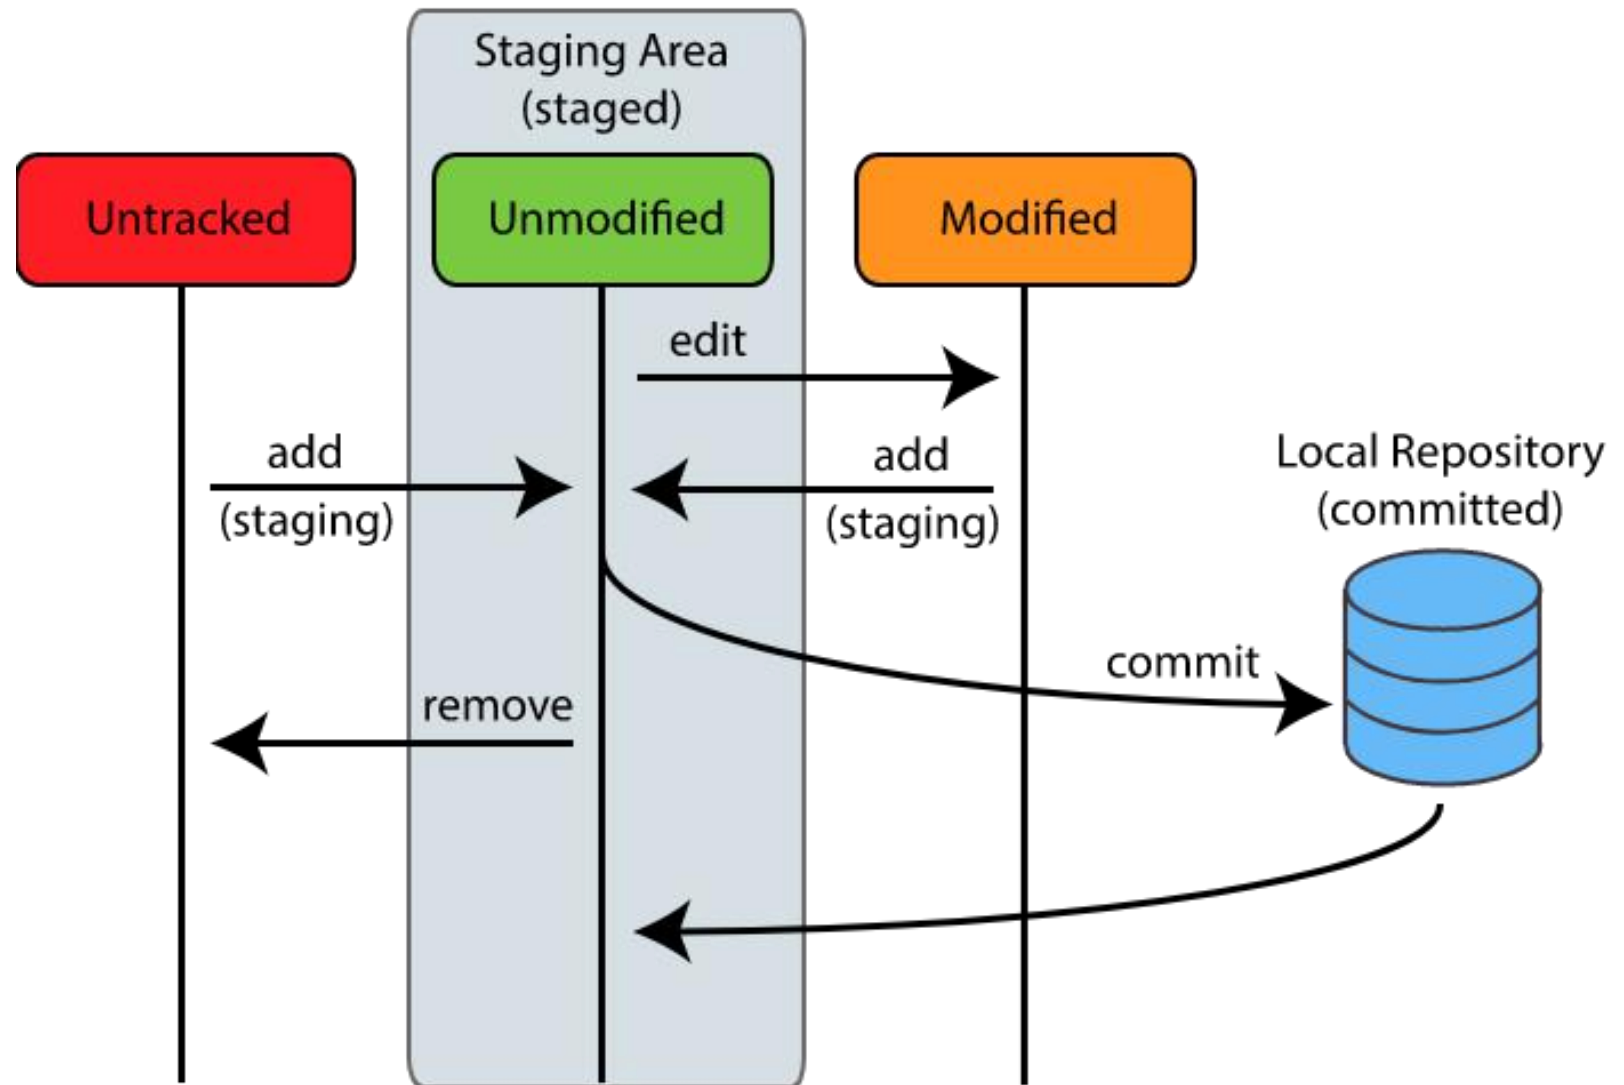 Staging Area
(staged)
Untracked
Unmodified
Modified
edit
add
(staging)
add
(staging)
Local Repository
(committed)
commit
remove